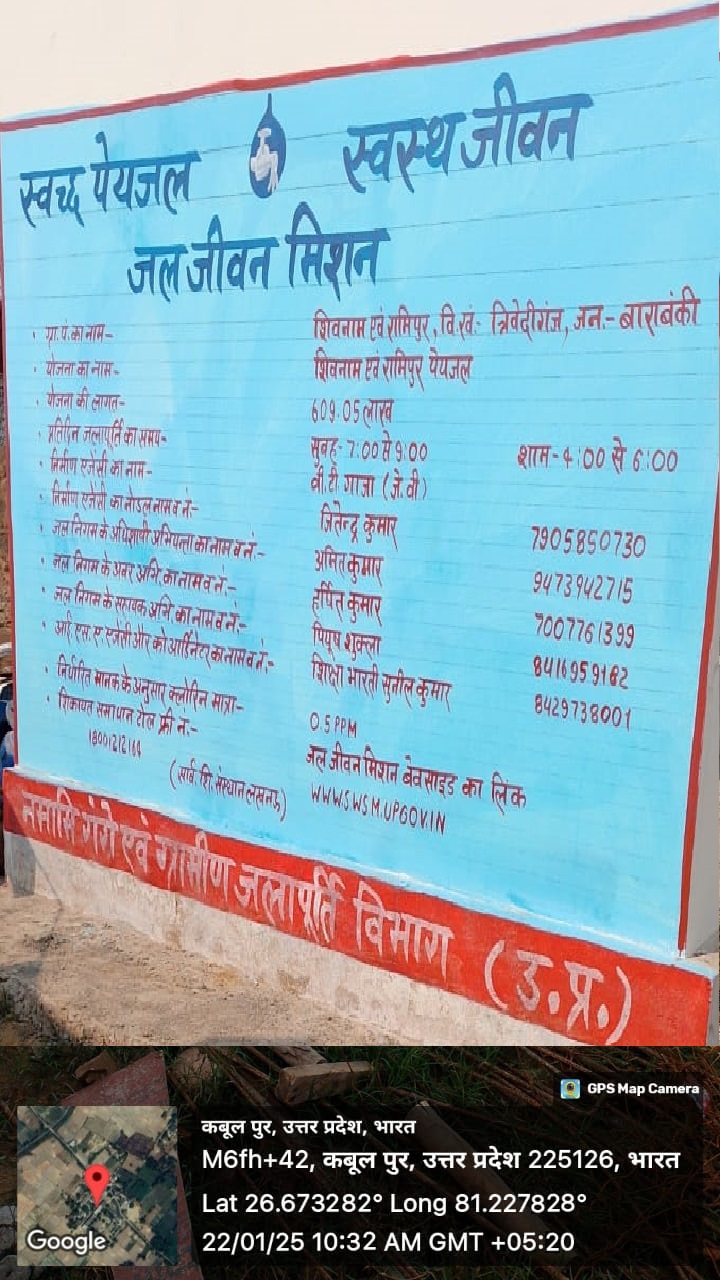 स्वच्छ पेयजल स्वस्थ जीवन
जल जीवन मिशन
· ग्रा.पं.का नाम- शिवनाम एवं रामिपुर, वि.खं:- त्रिवेदीगंज, जन.- बाराबंकी
· योजना का नाम- शिवनाम एवं रामिपुर पेयजल
· योजना की लागत- 609.05 लाख
· प्रतिदिन जलापूर्ति का समय- सुबह- 7:00 से 9:00 शाम- 4:00 से 6:00
· निर्माण एजेंसी का नाम- वी.टी. गाजा (जे.वी)
· निर्माण एजेंसी का नोडल नाम व नं:- जितेन्द्र कुमार 7905850730
· जल निगम के अधिशाषी अभियन्ता का नाम व नं:- अमित कुमार 9473942715
· जल निगम के अवर अभि. का नाम व नं:- हर्षित कुमार 7007761399
· जल निगम के सहायक अभि का नाम व नं:- पियूष शुक्ला 8416959162
· आई.एस.ए एजेंसी और को आर्डिनेटर का नाम व नं:- शिक्षा भारती सुनील कुमार 8429738001
· निर्धारित मानक के अनुसार क्लोरिन मात्रा- 0.5 PPM
· शिकायत समाधान टोल फ्री नं:- जल जीवन मिशन बेवसाइड का लिंक
18001212164 WWW.SWSM.UP.GOV.IN
(सार्व. शि. संस्थान लखनऊ)
नमामि गंगे एवं ग्रामीण जलापूर्ति विभाग (उ.प्र.)
GPS Map Camera
कबूल पुर, उत्तर प्रदेश, भारत
M6fh+42, कबूल पुर, उत्तर प्रदेश 225126, भारत
Lat 26.673282° Long 81.227828°
22/01/25 10:32 AM GMT +05:20
Google